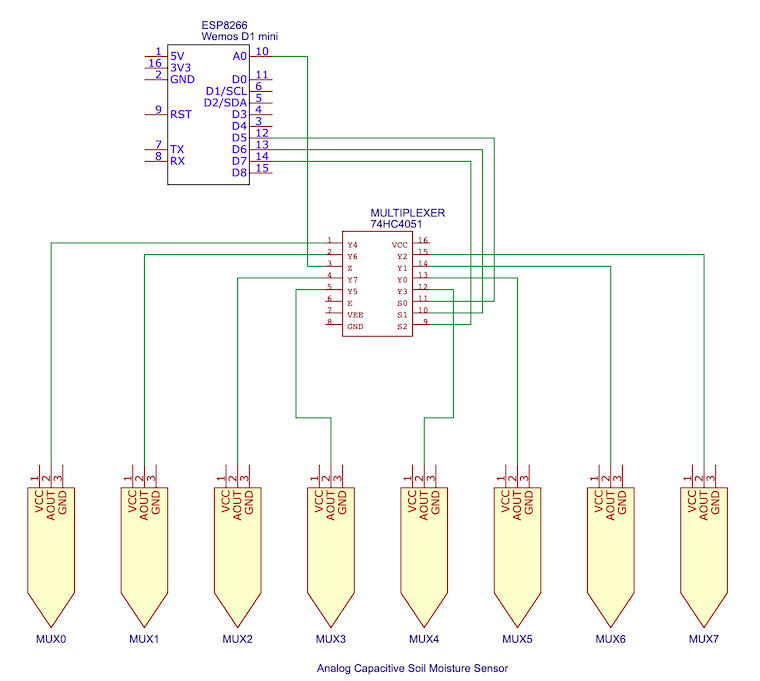 ESP8266
Wemos D1 mini
1 5V A0 10
16 3V3
2 GND D0 11
D1/SCL 6
D2/SDA 5
9 RST D3 4
D4 3
D5 12
7 TX D6 13
8 RX D7 14
D8 15
MULTIPLEXER
74HC4051
1 Y4 VCC 16
2 Y6 Y2 15
3 Z Y1 14
4 Y7 Y0 13
5 Y5 Y3 12
6 E S0 11
7 VEE S1 10
8 GND S2 9
1 2 3 1 2 3 1 2 3 1 2 3 1 2 3 1 2 3 1 2 3 1 2 3
VCC AOUT GND VCC AOUT GND VCC AOUT GND VCC AOUT GND VCC AOUT GND VCC AOUT GND VCC AOUT GND VCC AOUT GND
MUX0 MUX1 MUX2 MUX3 MUX4 MUX5 MUX6 MUX7
Analog Capacitive Soil Moisture Sensor